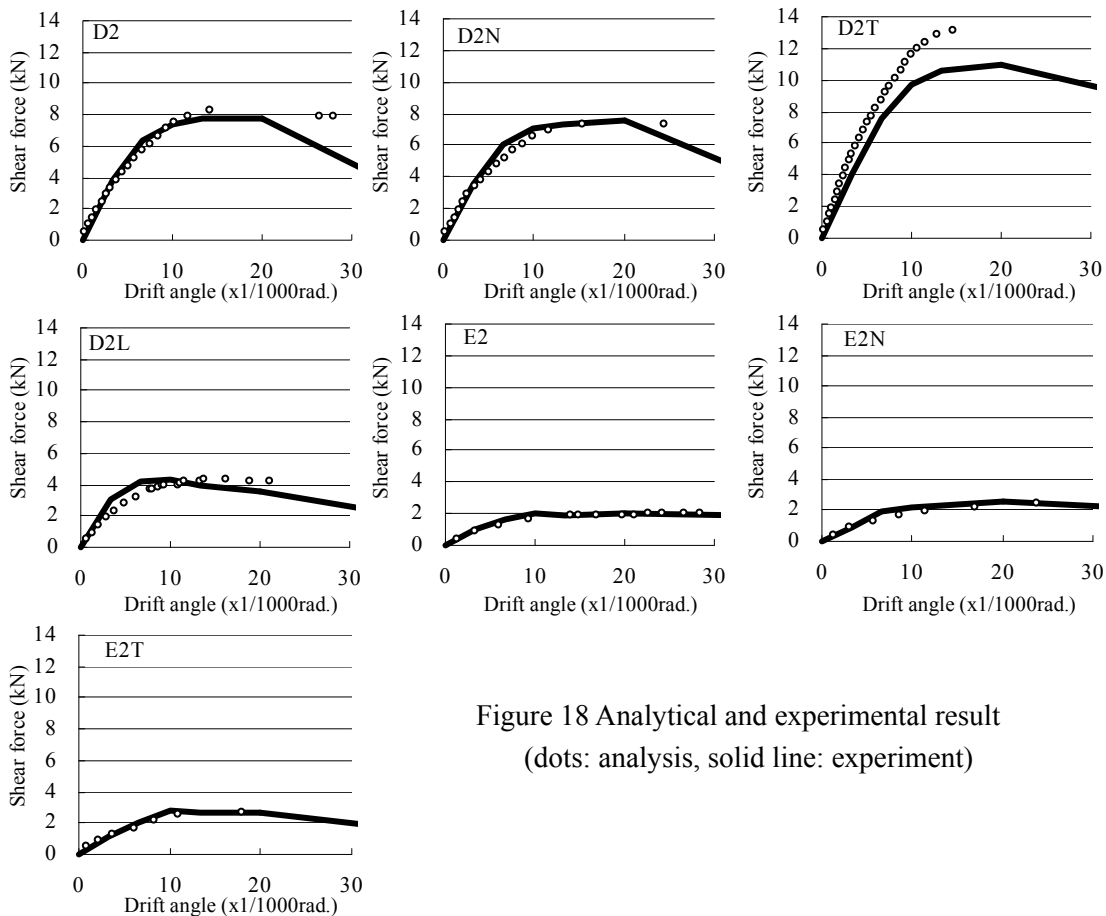 D2
Shear force (kN)
14
12
10
8
6
4
2
0
0 10 20 30
Drift angle (x1/1000rad.)
D2N
Shear force (kN)
14
12
10
8
6
4
2
0
0 10 20 30
Drift angle (x1/1000rad.)
D2T
Shear force (kN)
14
12
10
8
6
4
2
0
0 10 20 30
Drift angle (x1/1000rad.)
D2L
Shear force (kN)
14
12
10
8
6
4
2
0
0 10 20 30
Drift angle (x1/1000rad.)
E2
Shear force (kN)
14
12
10
8
6
4
2
0
0 10 20 30
Drift angle (x1/1000rad.)
E2N
Shear force (kN)
14
12
10
8
6
4
2
0
0 10 20 30
Drift angle (x1/1000rad.)
E2T
Shear force (kN)
14
12
10
8
6
4
2
0
0 10 20 30
Drift angle (x1/1000rad.)
Figure 18 Analytical and experimental result
(dots: analysis, solid line: experiment)